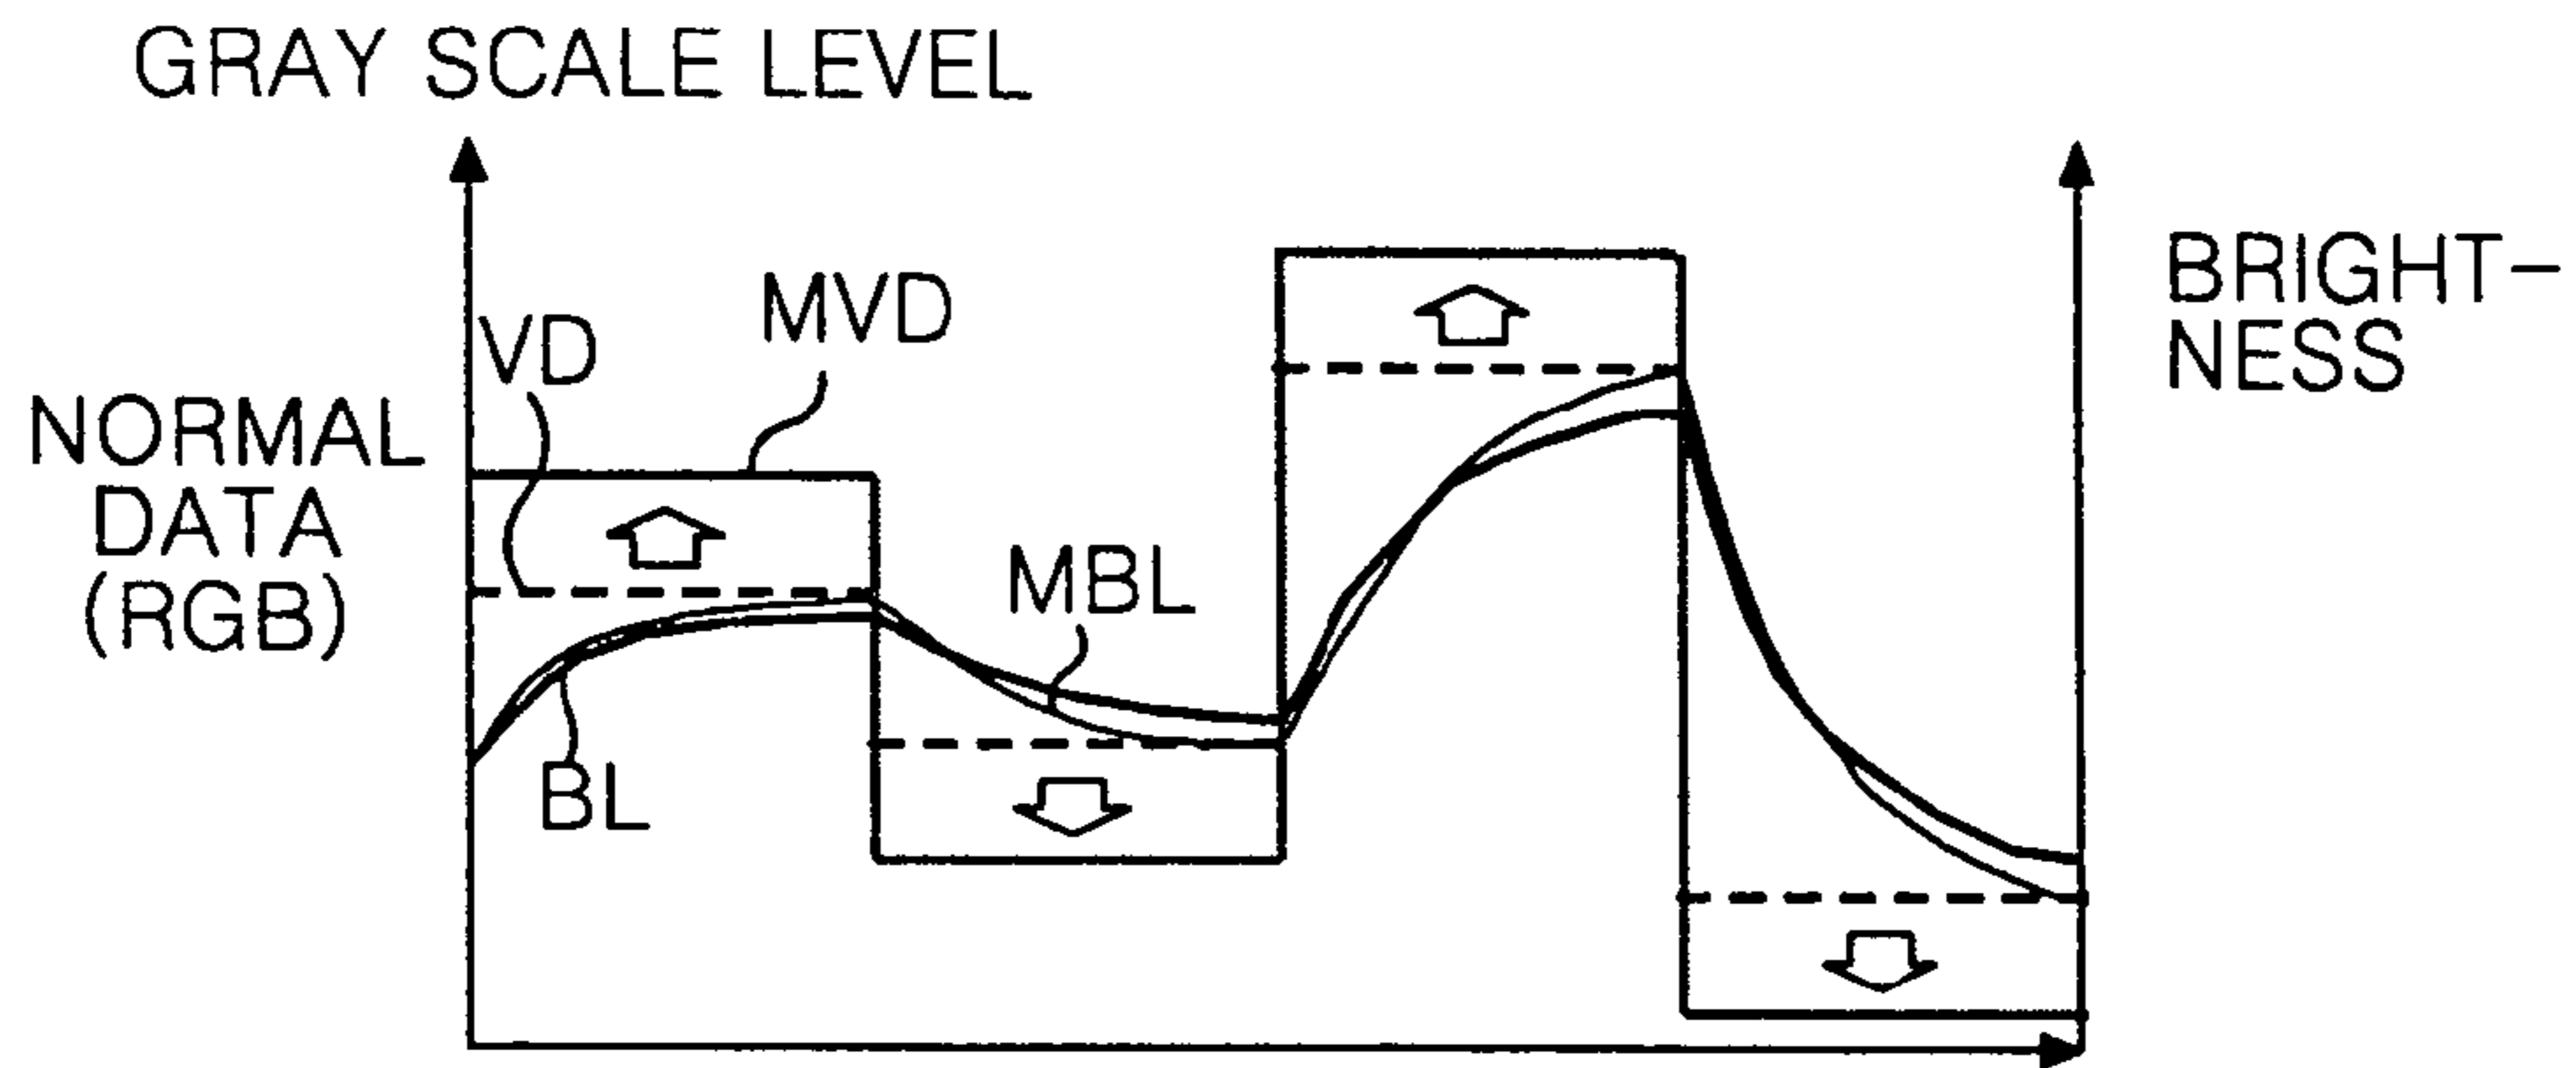 GRAY SCALE LEVEL
NORMAL
DATA
(RGB)
VD
MVD
BL
MBL
BRIGHT-
NESS